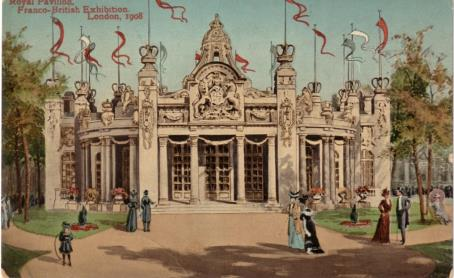 Royal Pavilion,
Franco-British Exhibition.
London, 1908